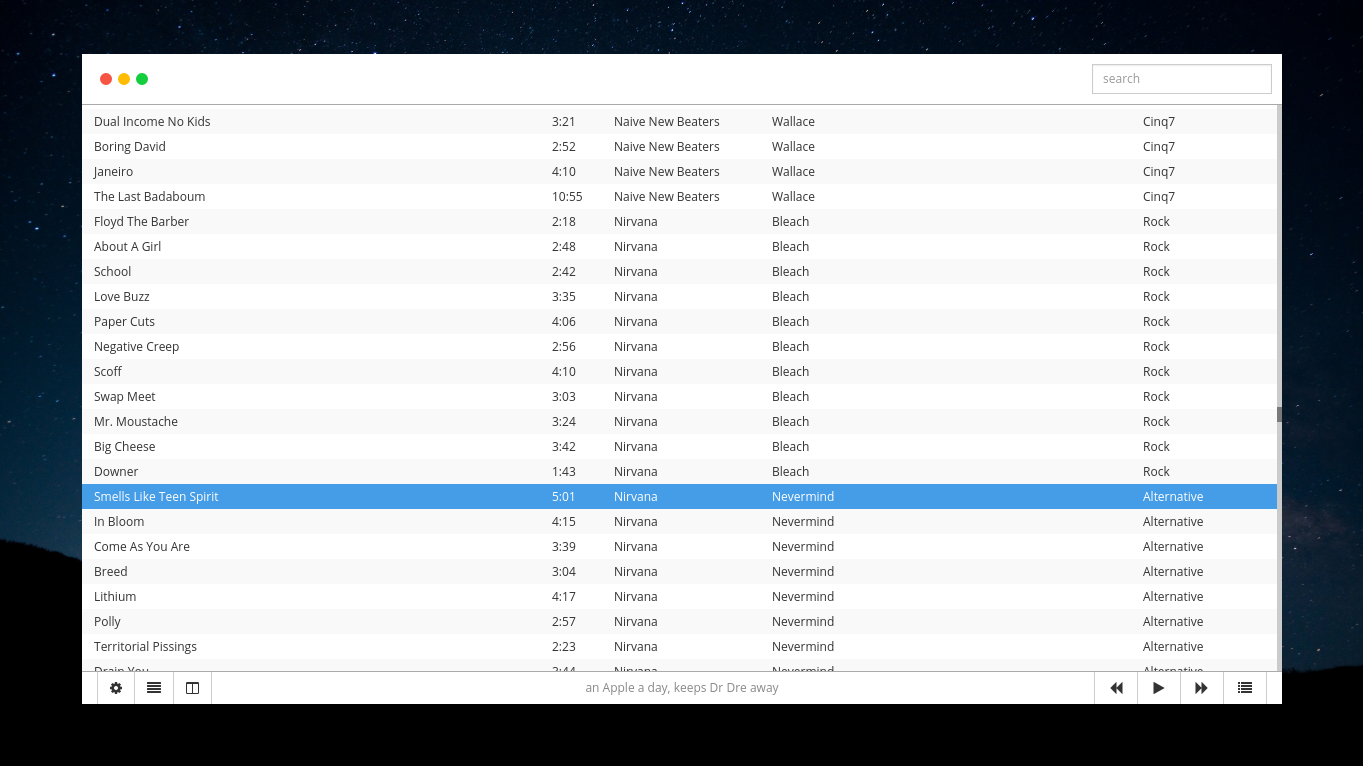 search
Dual Income No Kids 3:21 Naive New Beaters Wallace Cinq7
Boring David 2:52 Naive New Beaters Wallace Cinq7
Janeiro 4:10 Naive New Beaters Wallace Cinq7
The Last Badaboum 10:55 Naive New Beaters Wallace Cinq7
Floyd The Barber 2:18 Nirvana Bleach Rock
About A Girl 2:48 Nirvana Bleach Rock
School 2:42 Nirvana Bleach Rock
Love Buzz 3:35 Nirvana Bleach Rock
Paper Cuts 4:06 Nirvana Bleach Rock
Negative Creep 2:56 Nirvana Bleach Rock
Scoff 4:10 Nirvana Bleach Rock
Swap Meet 3:03 Nirvana Bleach Rock
Mr. Moustache 3:24 Nirvana Bleach Rock
Big Cheese 3:42 Nirvana Bleach Rock
Downer 1:43 Nirvana Bleach Rock
Smells Like Teen Spirit 5:01 Nirvana Nevermind Alternative
In Bloom 4:15 Nirvana Nevermind Alternative
Come As You Are 3:39 Nirvana Nevermind Alternative
Breed 3:04 Nirvana Nevermind Alternative
Lithium 4:17 Nirvana Nevermind Alternative
Polly 2:57 Nirvana Nevermind Alternative
Territorial Pissings 2:23 Nirvana Nevermind Alternative
Drain You 3:44 Nirvana Nevermind Alternative
an Apple a day, keeps Dr Dre away